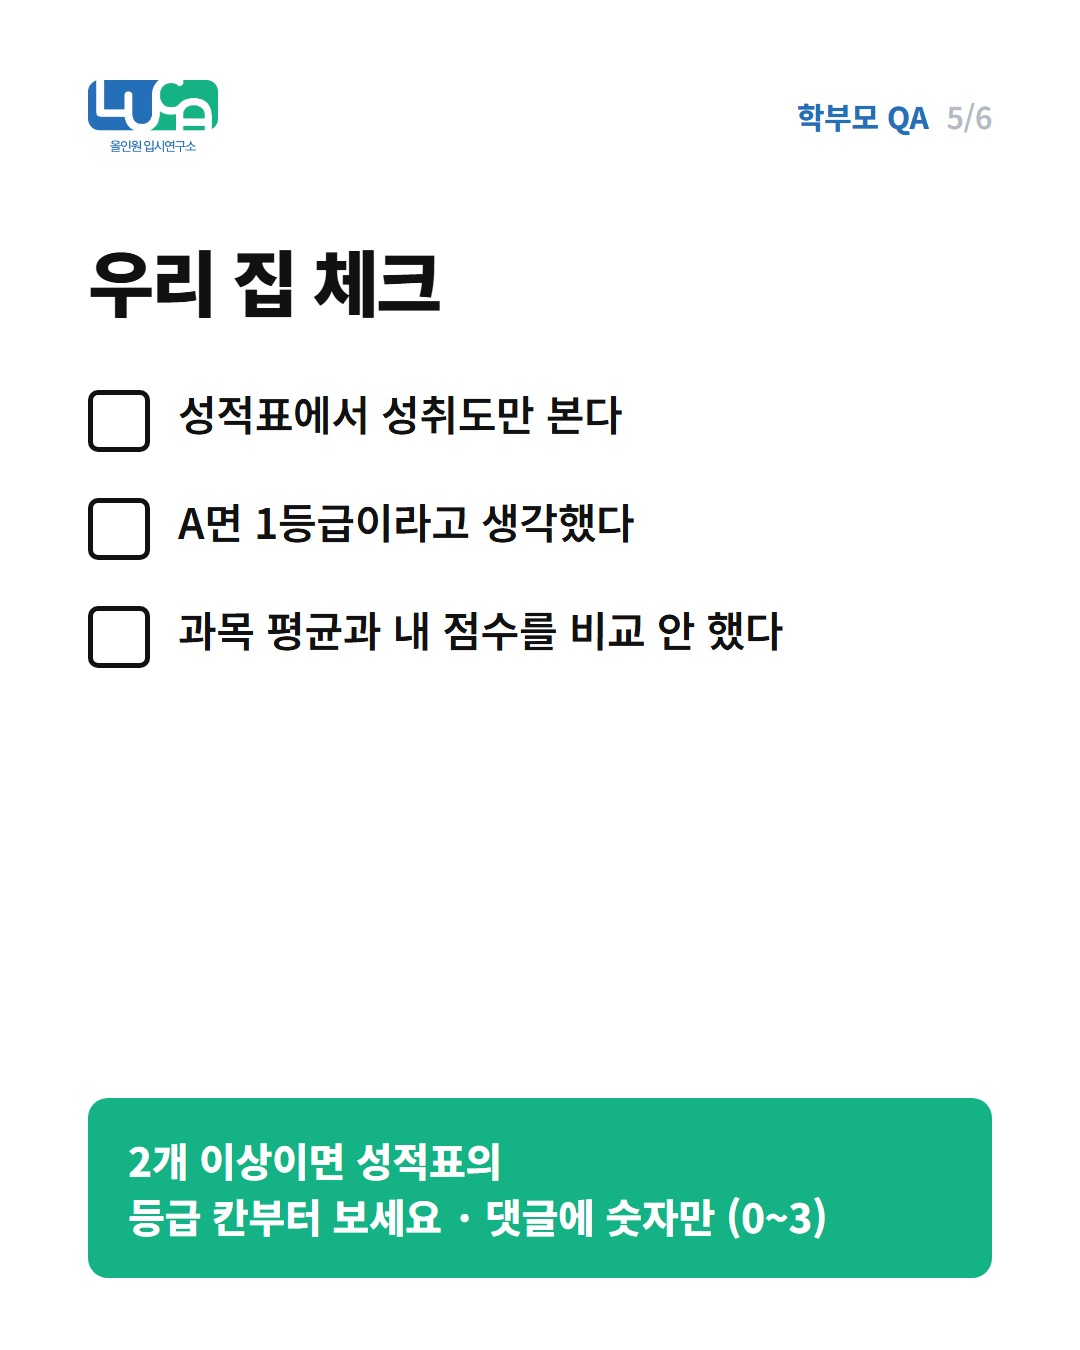 LUCA
올인원 입시연구소
학부모 QA 5/6
우리 집 체크
성적표에서 성취도만 본다
A면 1등급이라고 생각했다
과목 평균과 내 점수를 비교 안 했다
2개 이상이면 성적표의
등급 칸부터 보세요 · 댓글에 숫자만 (0~3)